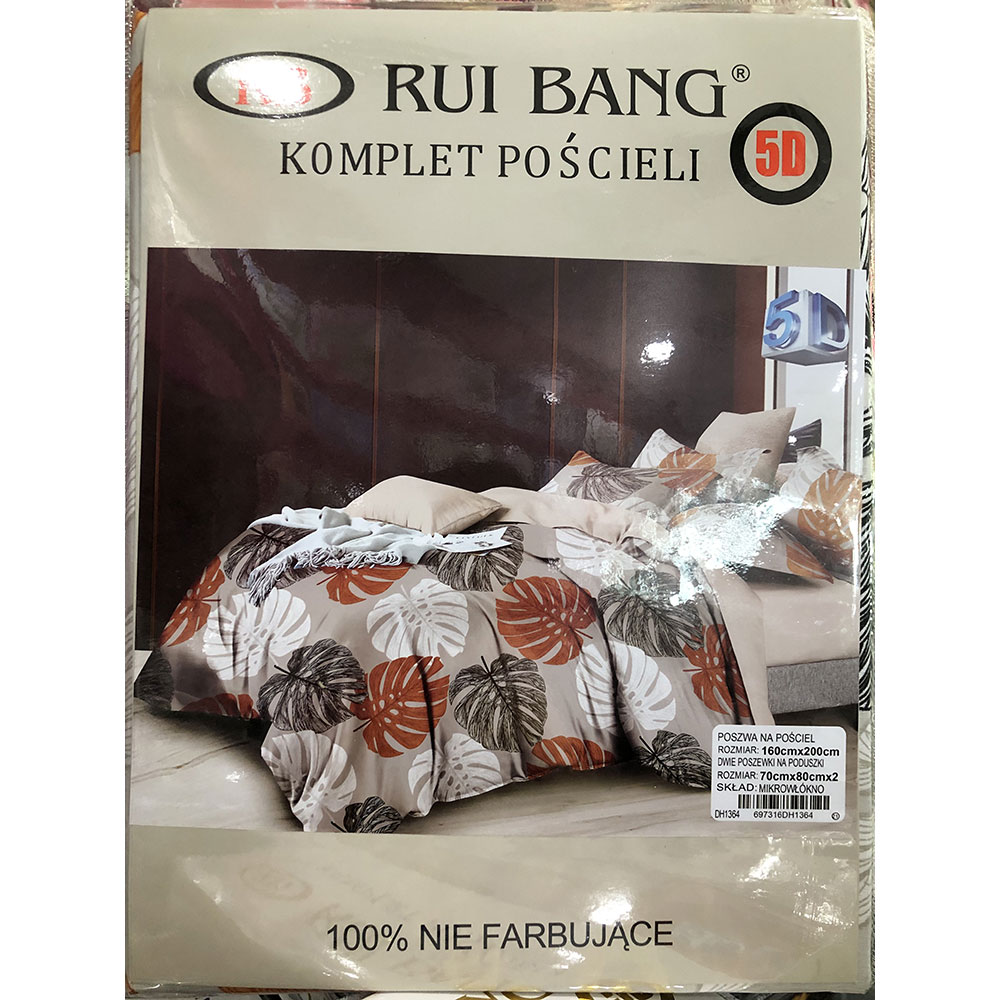 RUI BANG®
KOMPLET POŚCIELI
5D
5D
POSZWA NA POŚCIEL
ROZMIAR: 160cmx200cm
DWIE POSZEWKI NA PODUSZKI
ROZMIAR: 70cmx80cmx2
SKŁAD: MIKROWŁÓKNO
DH1364 697316DH1364
100% NIE FARBUJĄCE